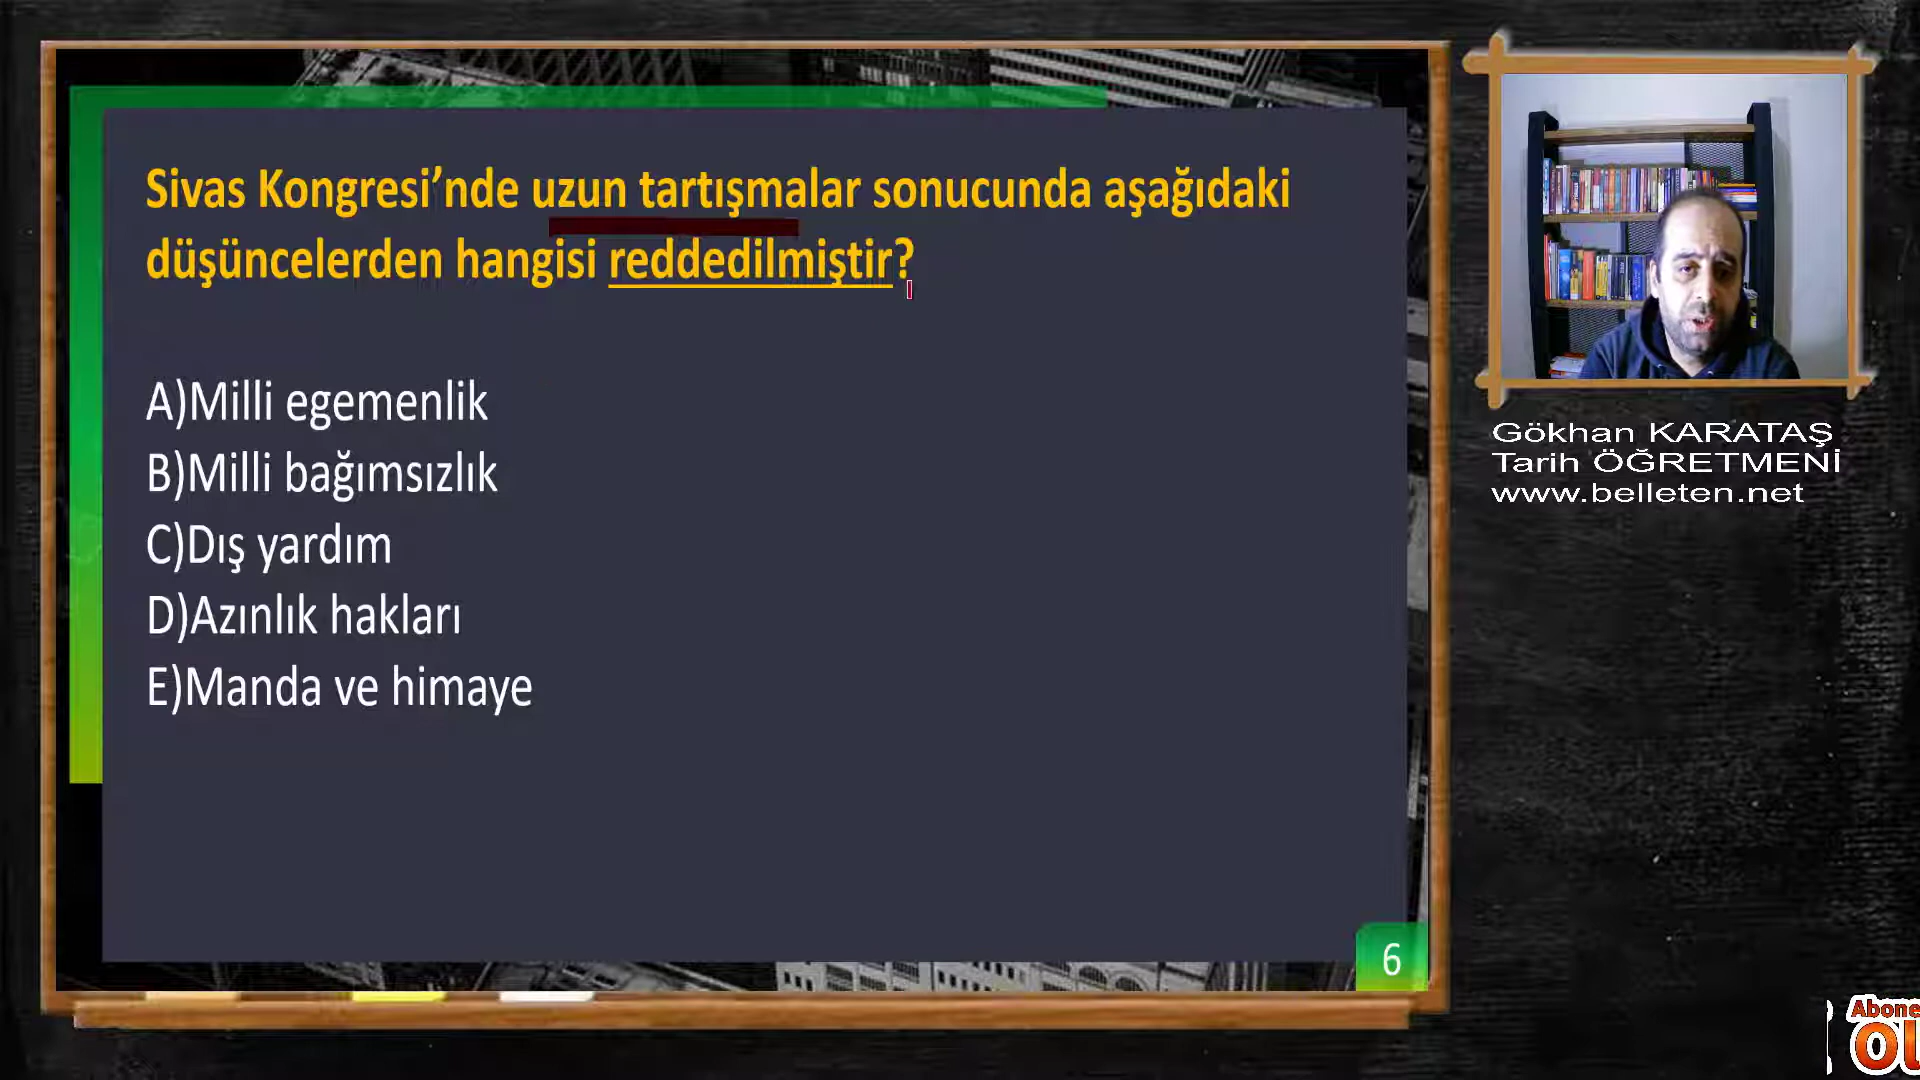 Sivas Kongresi’nde uzun tartışmalar sonucunda aşağıdaki
düşüncelerden hangisi reddedilmiştir?
A)Milli egemenlik
B)Milli bağımsızlık
C)Dış yardım
D)Azınlık hakları
E)Manda ve himaye
6
Gökhan KARATAŞ
Tarih ÖĞRETMENİ
www.belleten.net
Abone